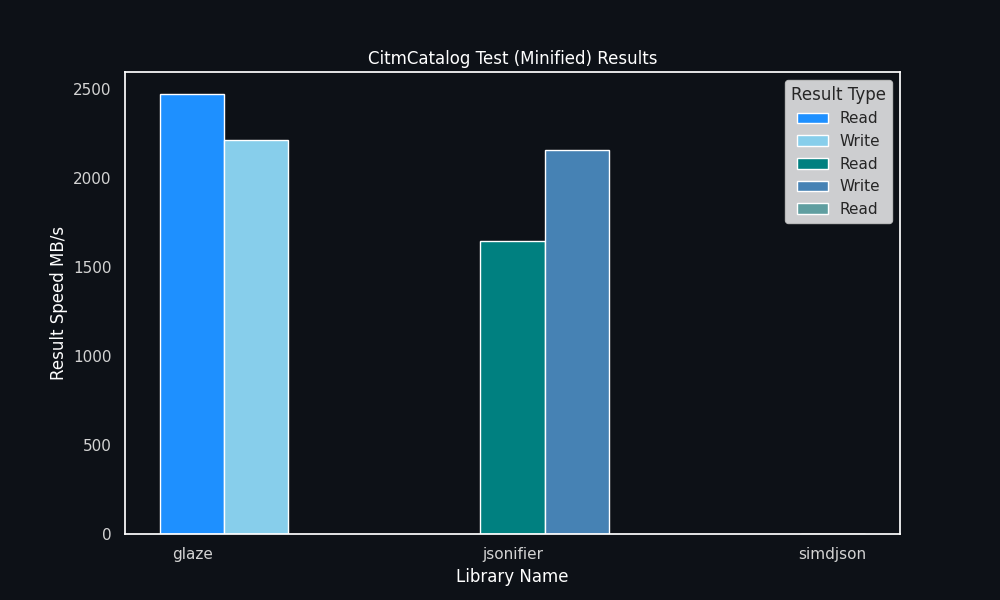 CitmCatalog Test (Minified) Results
Result Type
Read
Write
Read
Write
Read
Result Speed MB/s
2500
2000
1500
1000
500
0
glaze
jsonifier
simdjson
Library Name